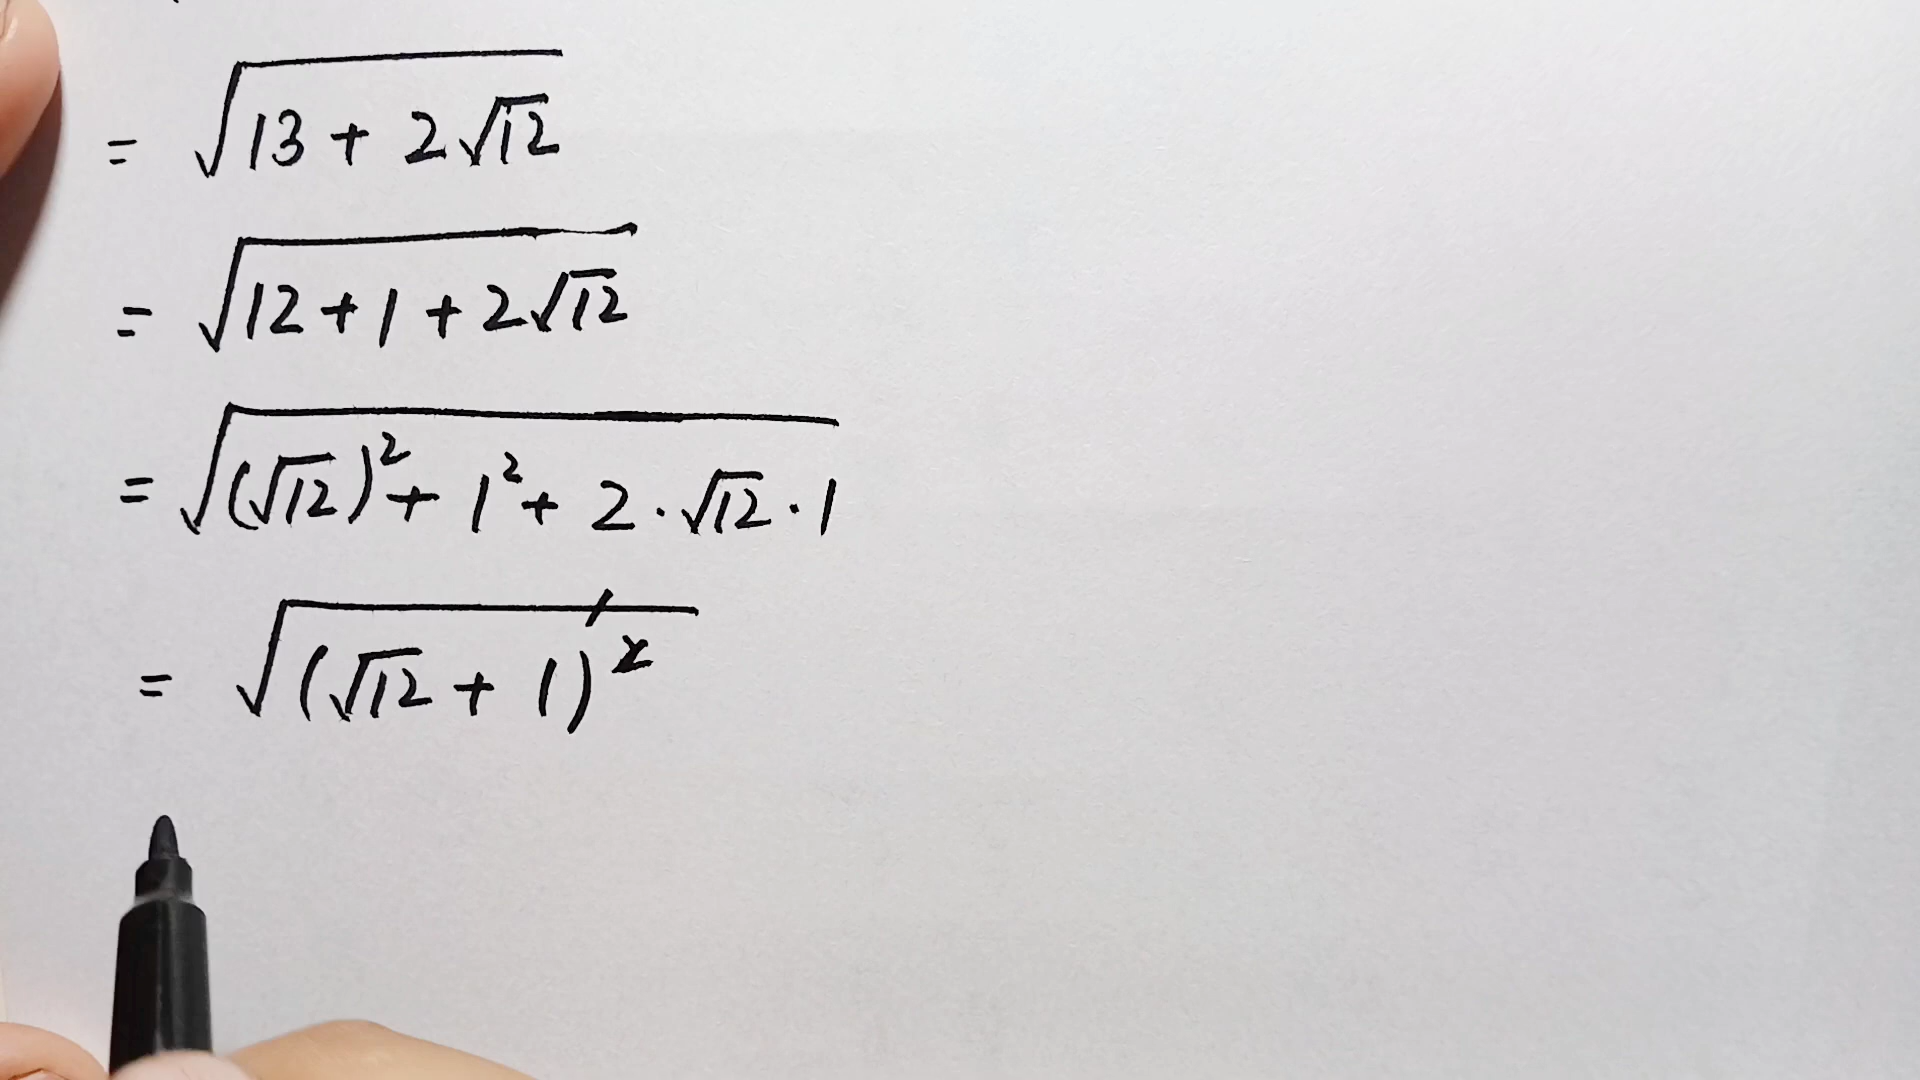 = √(13 + 2√12)
= √(12 + 1 + 2√12)
= √((√12)² + 1² + 2 · √12 · 1)
= √((√12 + 1)²)